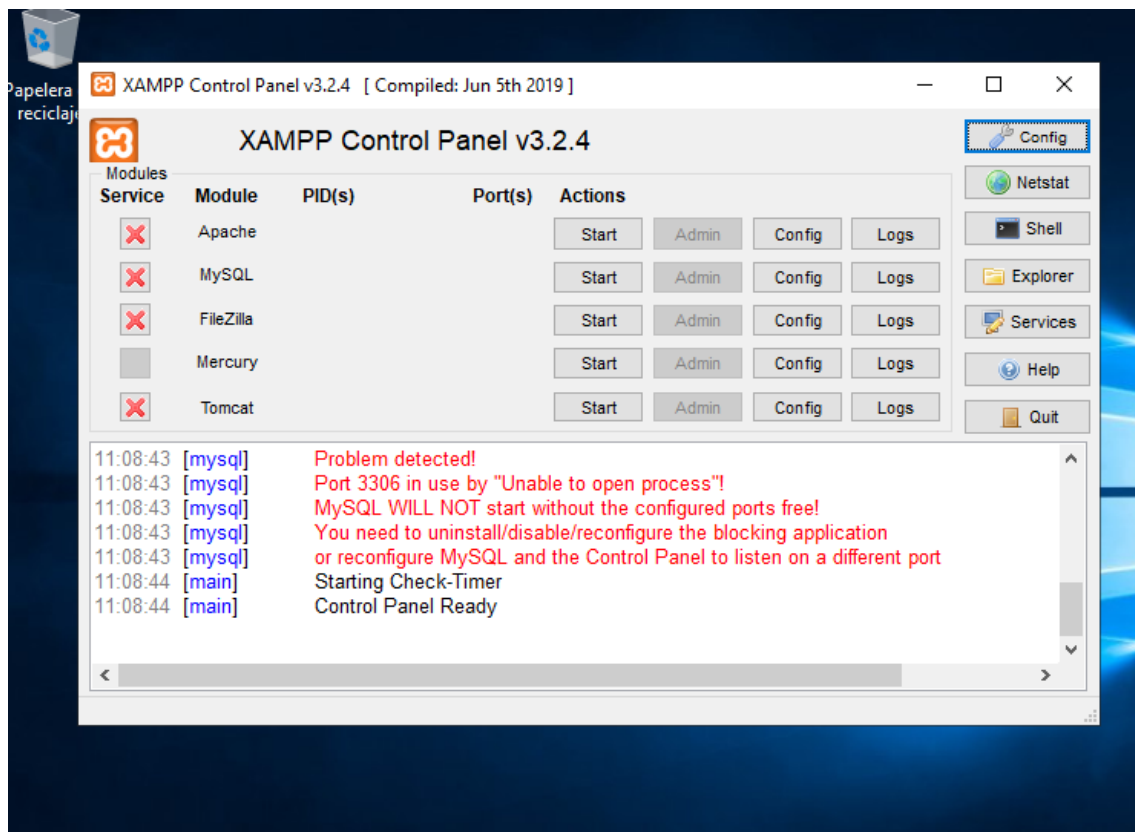 Papelera
reciclaje
XAMPP Control Panel v3.2.4 [ Compiled: Jun 5th 2019 ]
XAMPP Control Panel v3.2.4
Config
Netstat
Shell
Explorer
Services
Help
Quit
Modules
Service Module PID(s) Port(s) Actions
Apache Start Admin Config Logs
MySQL Start Admin Config Logs
FileZilla Start Admin Config Logs
Mercury Start Admin Config Logs
Tomcat Start Admin Config Logs
11:08:43 [mysql] Problem detected!
11:08:43 [mysql] Port 3306 in use by "Unable to open process"!
11:08:43 [mysql] MySQL WILL NOT start without the configured ports free!
11:08:43 [mysql] You need to uninstall/disable/reconfigure the blocking application
11:08:43 [mysql] or reconfigure MySQL and the Control Panel to listen on a different port
11:08:44 [main] Starting Check-Timer
11:08:44 [main] Control Panel Ready